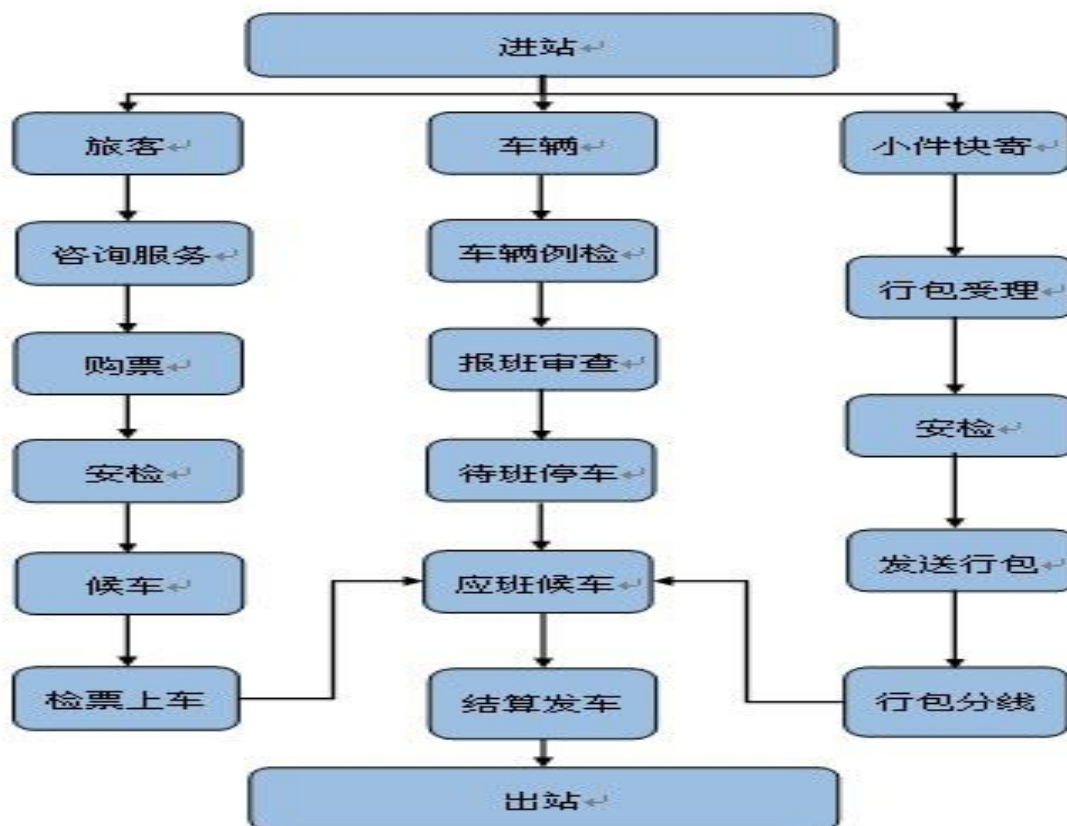 进站
旅客
车辆
小件快寄
咨询服务
车辆例检
行包受理
购票
报班审查
安检
安检
待班停车
发送行包
候车
应班候车
检票上车
结算发车
行包分线
出站